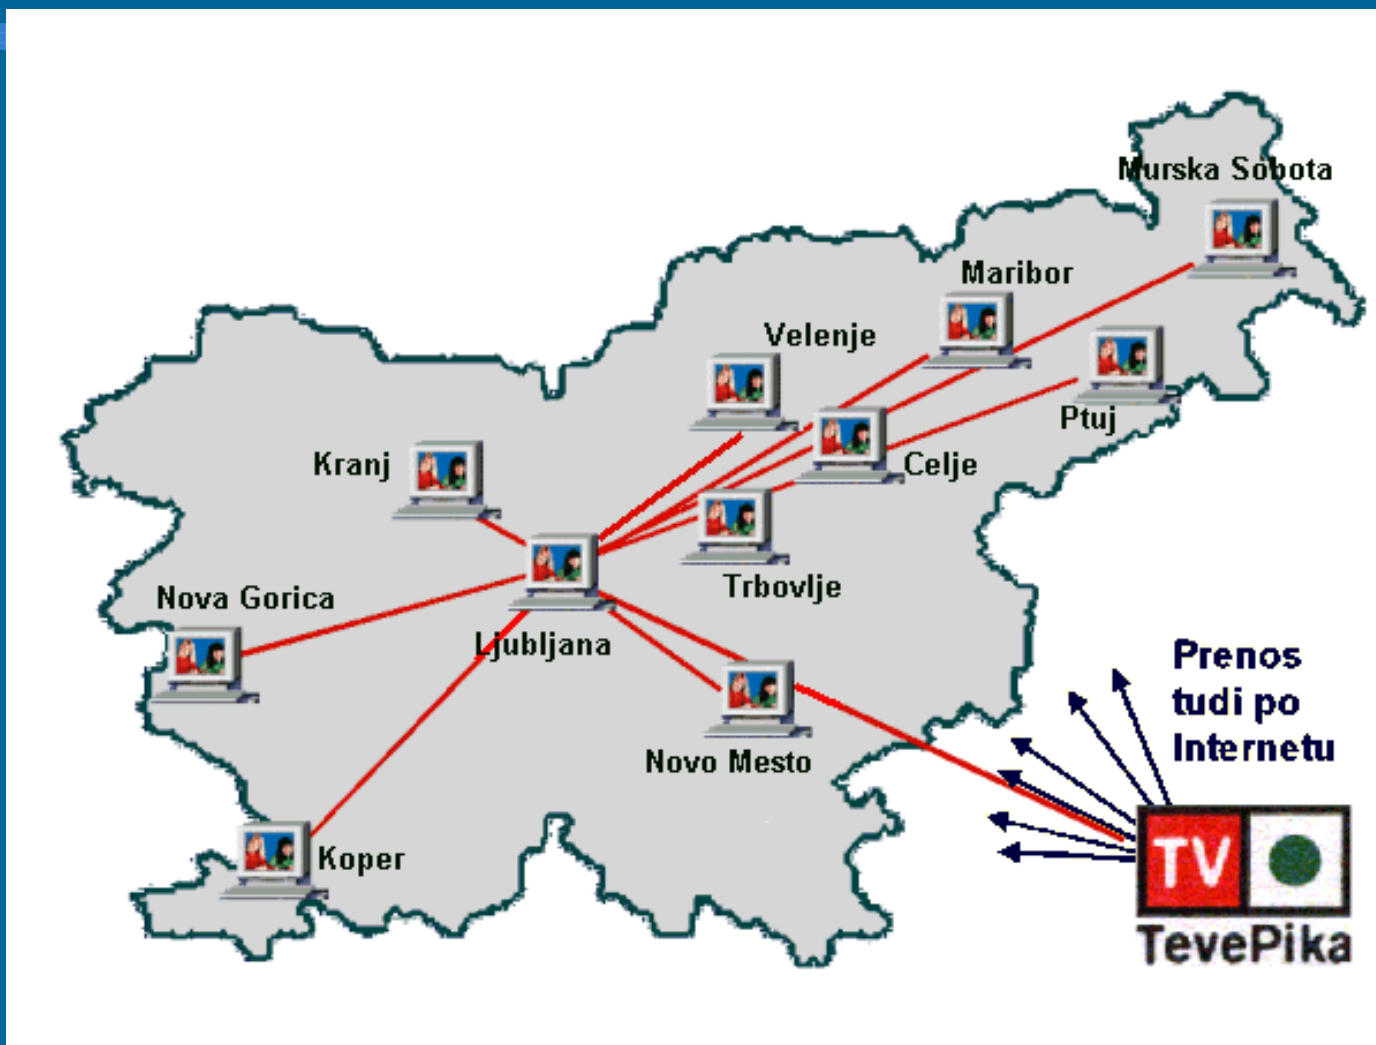 Murska Sobota
Maribor
Velenje
Ptuj
Kranj
Celje
Trbovlje
Nova Gorica
Ljubljana
Novo Mesto
Koper
Prenos
tudi po
Internetu
TV
TevePika